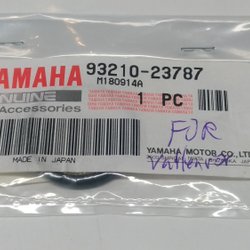 YAMAHA 93210-23787
M180914A
GENUINE
Accessories
1 PC
FOR
MADE IN JAPAN
YAMAHA MOTOR CO., LTD.